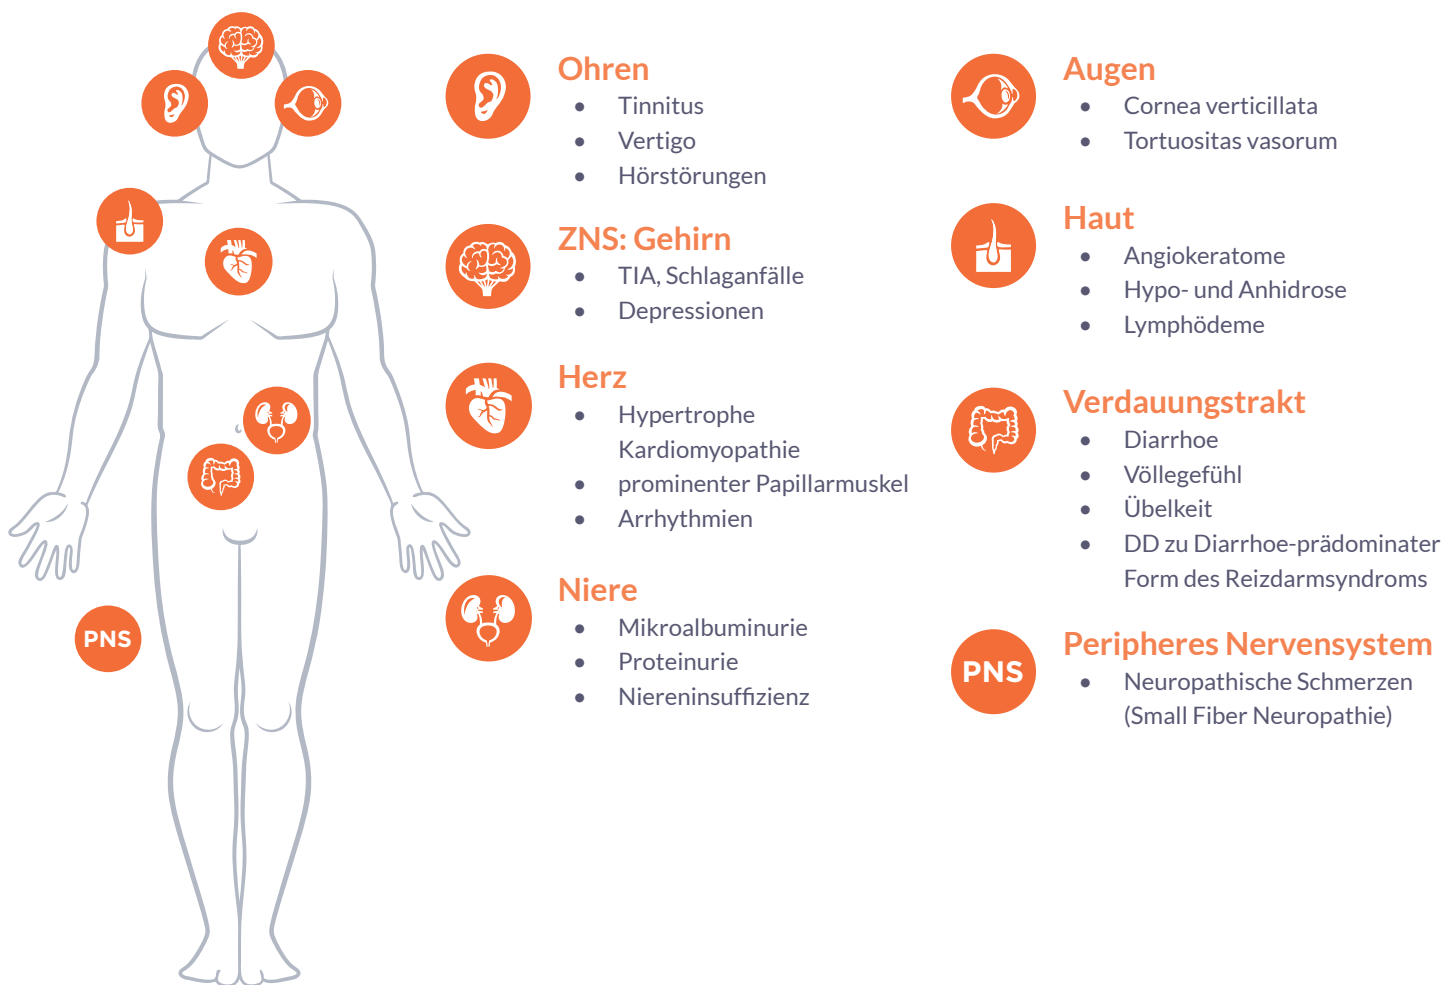 Ohren
• Tinnitus
• Vertigo
• Hörstörungen
ZNS: Gehirn
• TIA, Schlaganfälle
• Depressionen
Herz
• Hypertrophe
Kardiomyopathie
• prominenter Papillarmuskel
• Arrhythmien
Niere
• Mikroalbuminurie
• Proteinurie
• Niereninsuffizienz
Augen
• Cornea verticillata
• Tortuositas vasorum
Haut
• Angiokeratome
• Hypo- und Anhidrose
• Lymphödeme
Verdauungstrakt
• Diarrhoe
• Völlegefühl
• Übelkeit
• DD zu Diarrhoe-prädominater
Form des Reizdarmsyndroms
PNS
Peripheres Nervensystem
• Neuropathische Schmerzen
(Small Fiber Neuropathie)
PNS